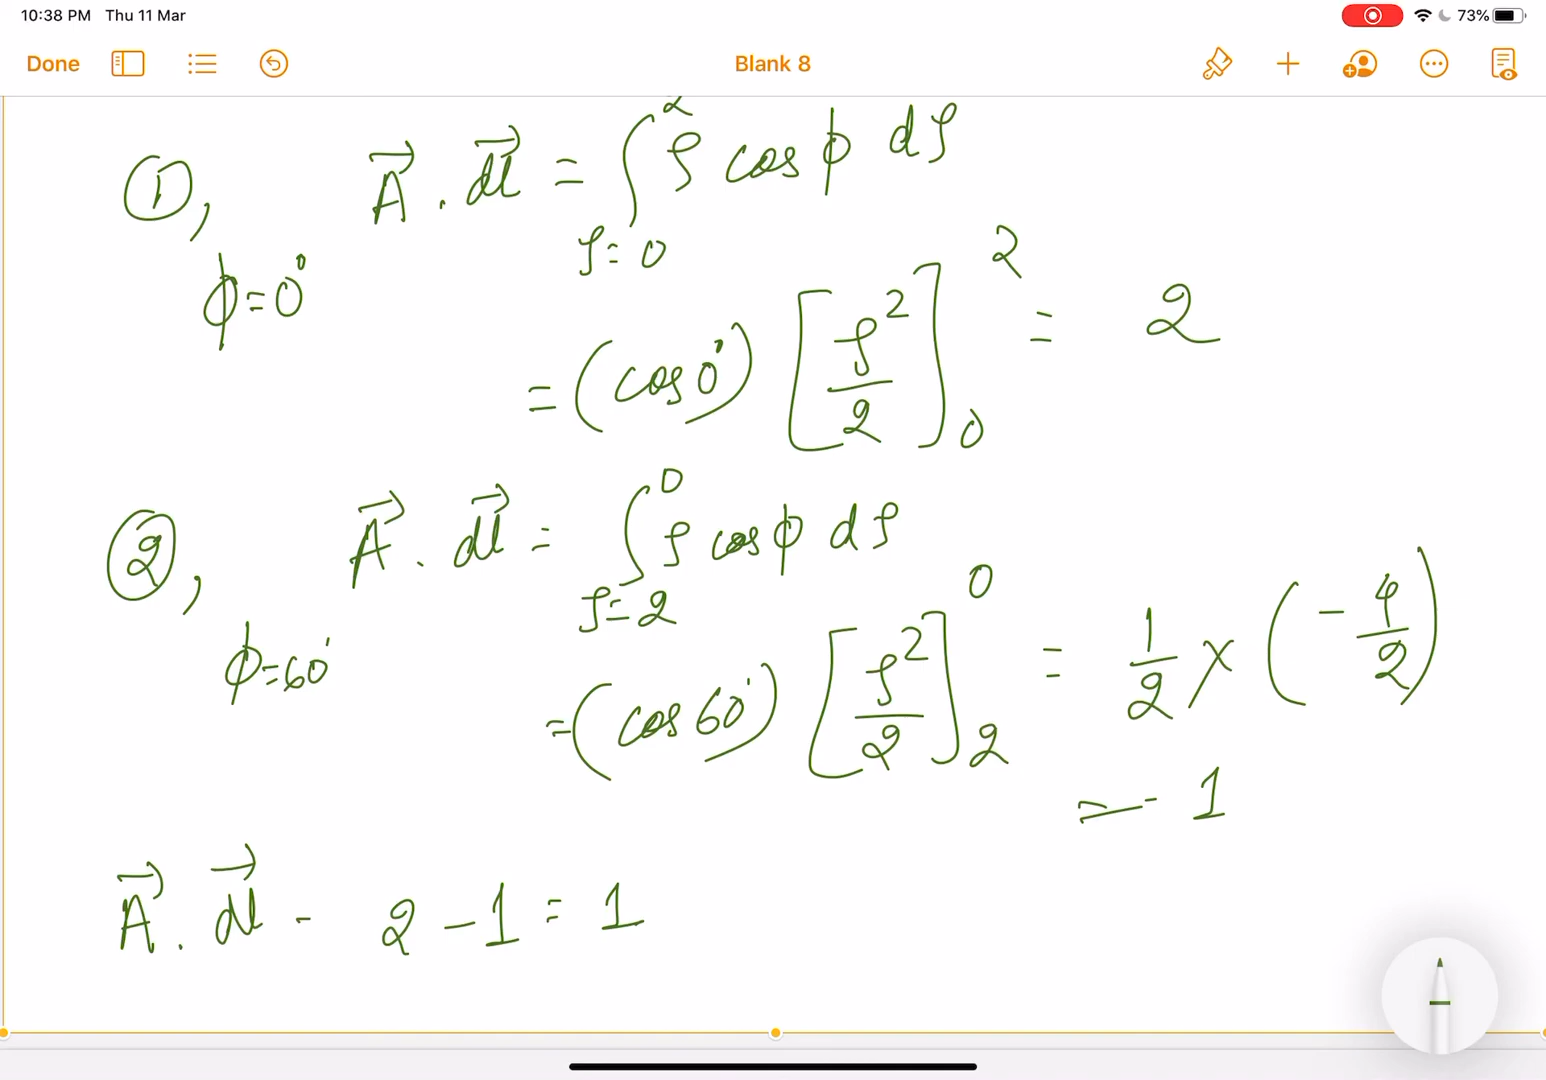 10:38 PM Thu 11 Mar
73%
Done
Blank 8
①, A⃗ . dl⃗ = ∫_{ρ=0}^{2} ρ cos ϕ dρ
ϕ=0°
= (cos 0°) [ρ²/2]_0^2 = 2
②, A⃗ . dl⃗ = ∫_{ρ=2}^{0} ρ cos ϕ dρ
ϕ=60°
= (cos 60°) [ρ²/2]_2^0 = 1/2 × (- 4/2)
= - 1
A⃗ . dl⃗ - 2 - 1 = 1